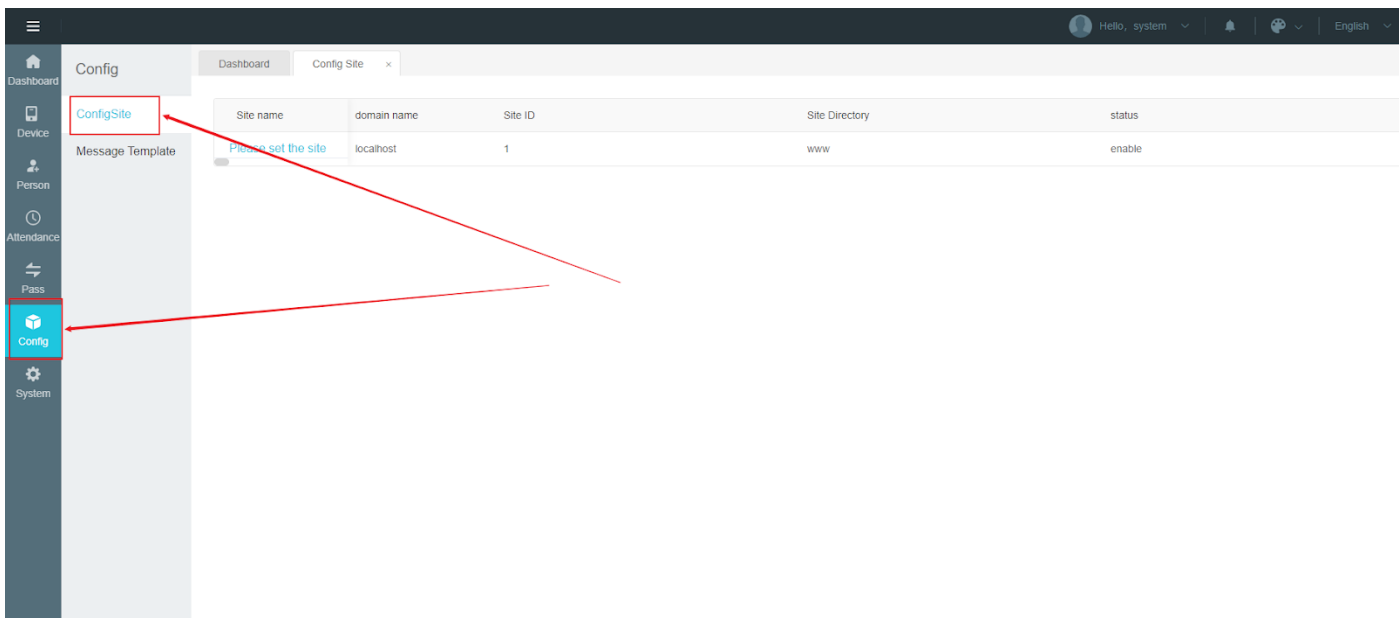 Hello, system
English
Dashboard
Device
Person
Attendance
Pass
Config
System
Config
ConfigSite
Message Template
Dashboard Config Site ×
Site name domain name Site ID Site Directory status
Please set the site localhost 1 www enable